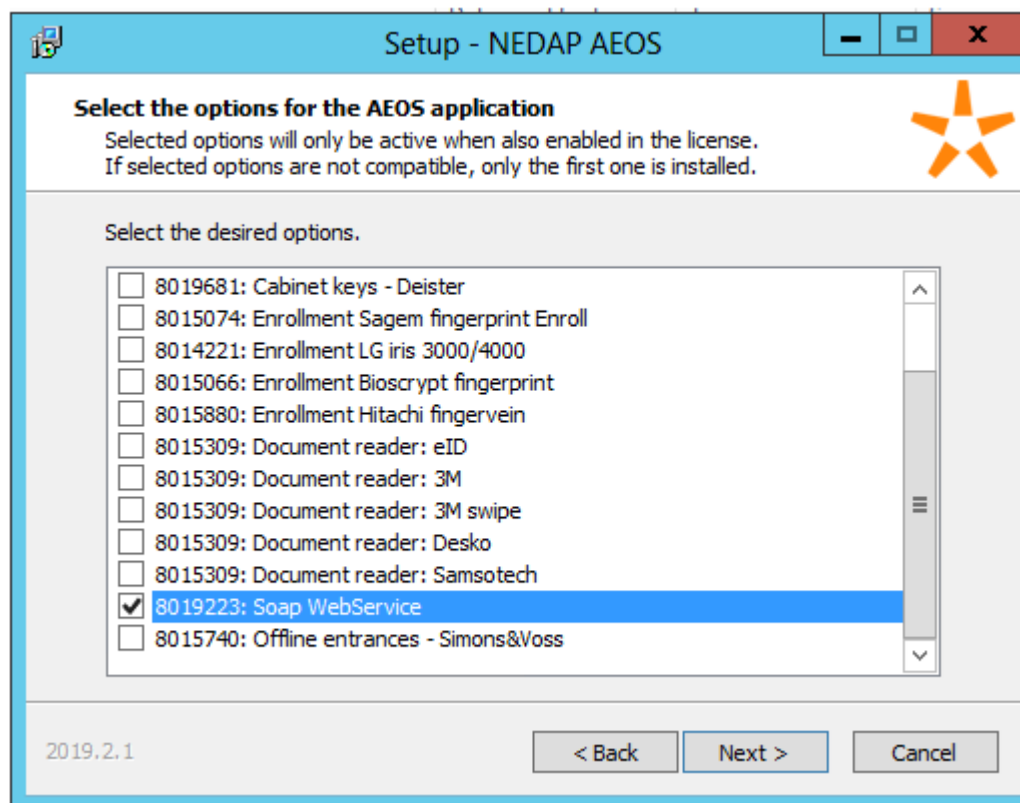 Setup - NEDAP AEOS
X
Select the options for the AEOS application
Selected options will only be active when also enabled in the license.
If selected options are not compatible, only the first one is installed.
Select the desired options.
8019681: Cabinet keys - Deister
8015074: Enrollment Sagem fingerprint Enroll
8014221: Enrollment LG iris 3000/4000
8015066: Enrollment Bioscrypt fingerprint
8015880: Enrollment Hitachi fingervein
8015309: Document reader: eID
8015309: Document reader: 3M
8015309: Document reader: 3M swipe
8015309: Document reader: Desko
8015309: Document reader: Samsotech
8019223: Soap WebService
8015740: Offline entrances - Simons&Voss
2019.2.1
< Back
Next >
Cancel